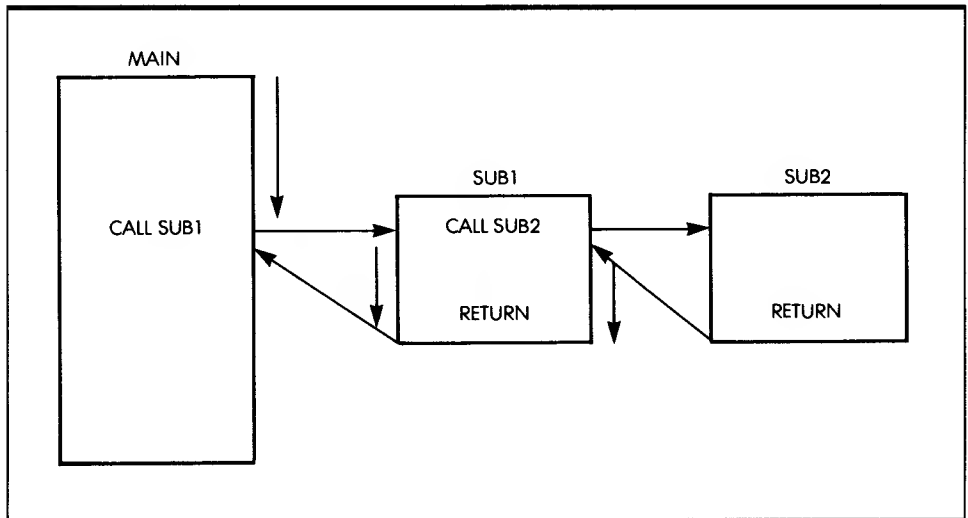 MAIN
SUB1
SUB2
CALL SUB1
CALL SUB2
RETURN
RETURN